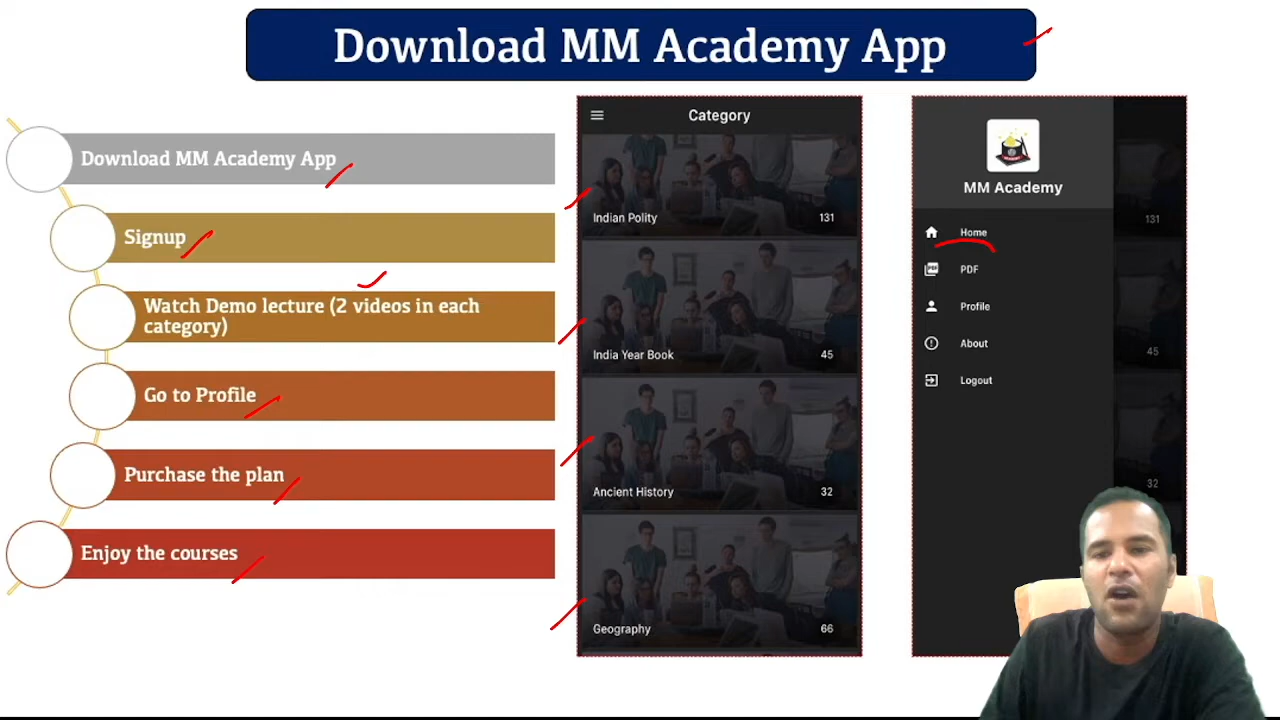 Download MM Academy App
Download MM Academy App
Signup
Watch Demo lecture (2 videos in each
category)
Go to Profile
Purchase the plan
Enjoy the courses
Category
Indian Polity 131
India Year Book 45
Ancient History 32
Geography 66
MM Academy
Home
PDF
Profile
About
Logout
131
45
32